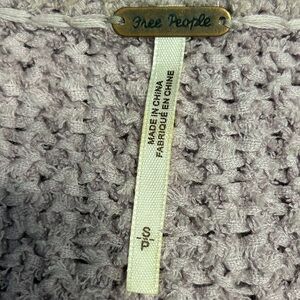 Free People
MADE IN CHINA
FABRIQUÉ EN CHINE
S/P